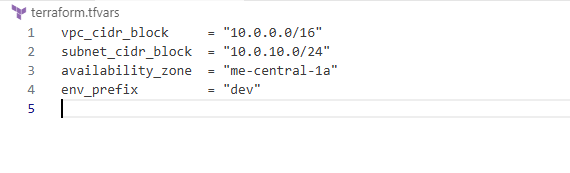 terraform.tfvars
1 vpc_cidr_block = "10.0.0.0/16"
2 subnet_cidr_block = "10.0.10.0/24"
3 availability_zone = "me-central-1a"
4 env_prefix = "dev"
5